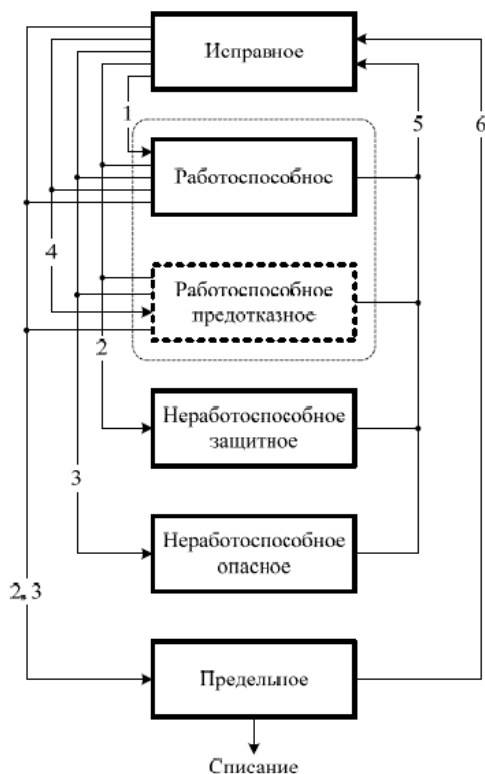 Исправное
1
5
6
Работоспособное
4
Работоспособное
предотказное
2
Неработоспособное
защитное
3
Неработоспособное
опасное
2, 3
Предельное
Списание